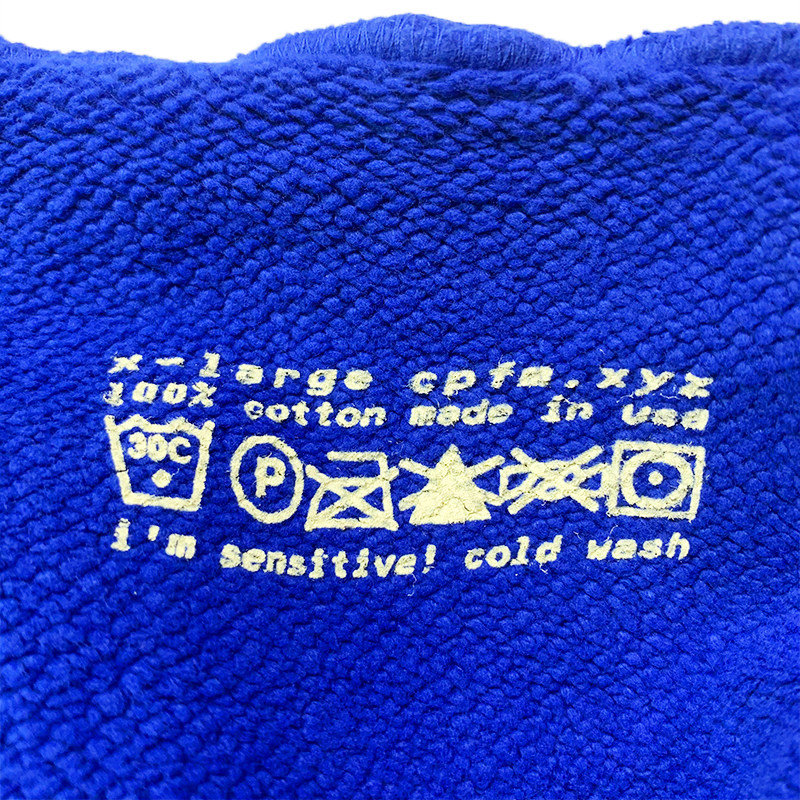 x-large cpfm.xyz
100% cotton made in usa
30C P
i'm sensitive! cold wash